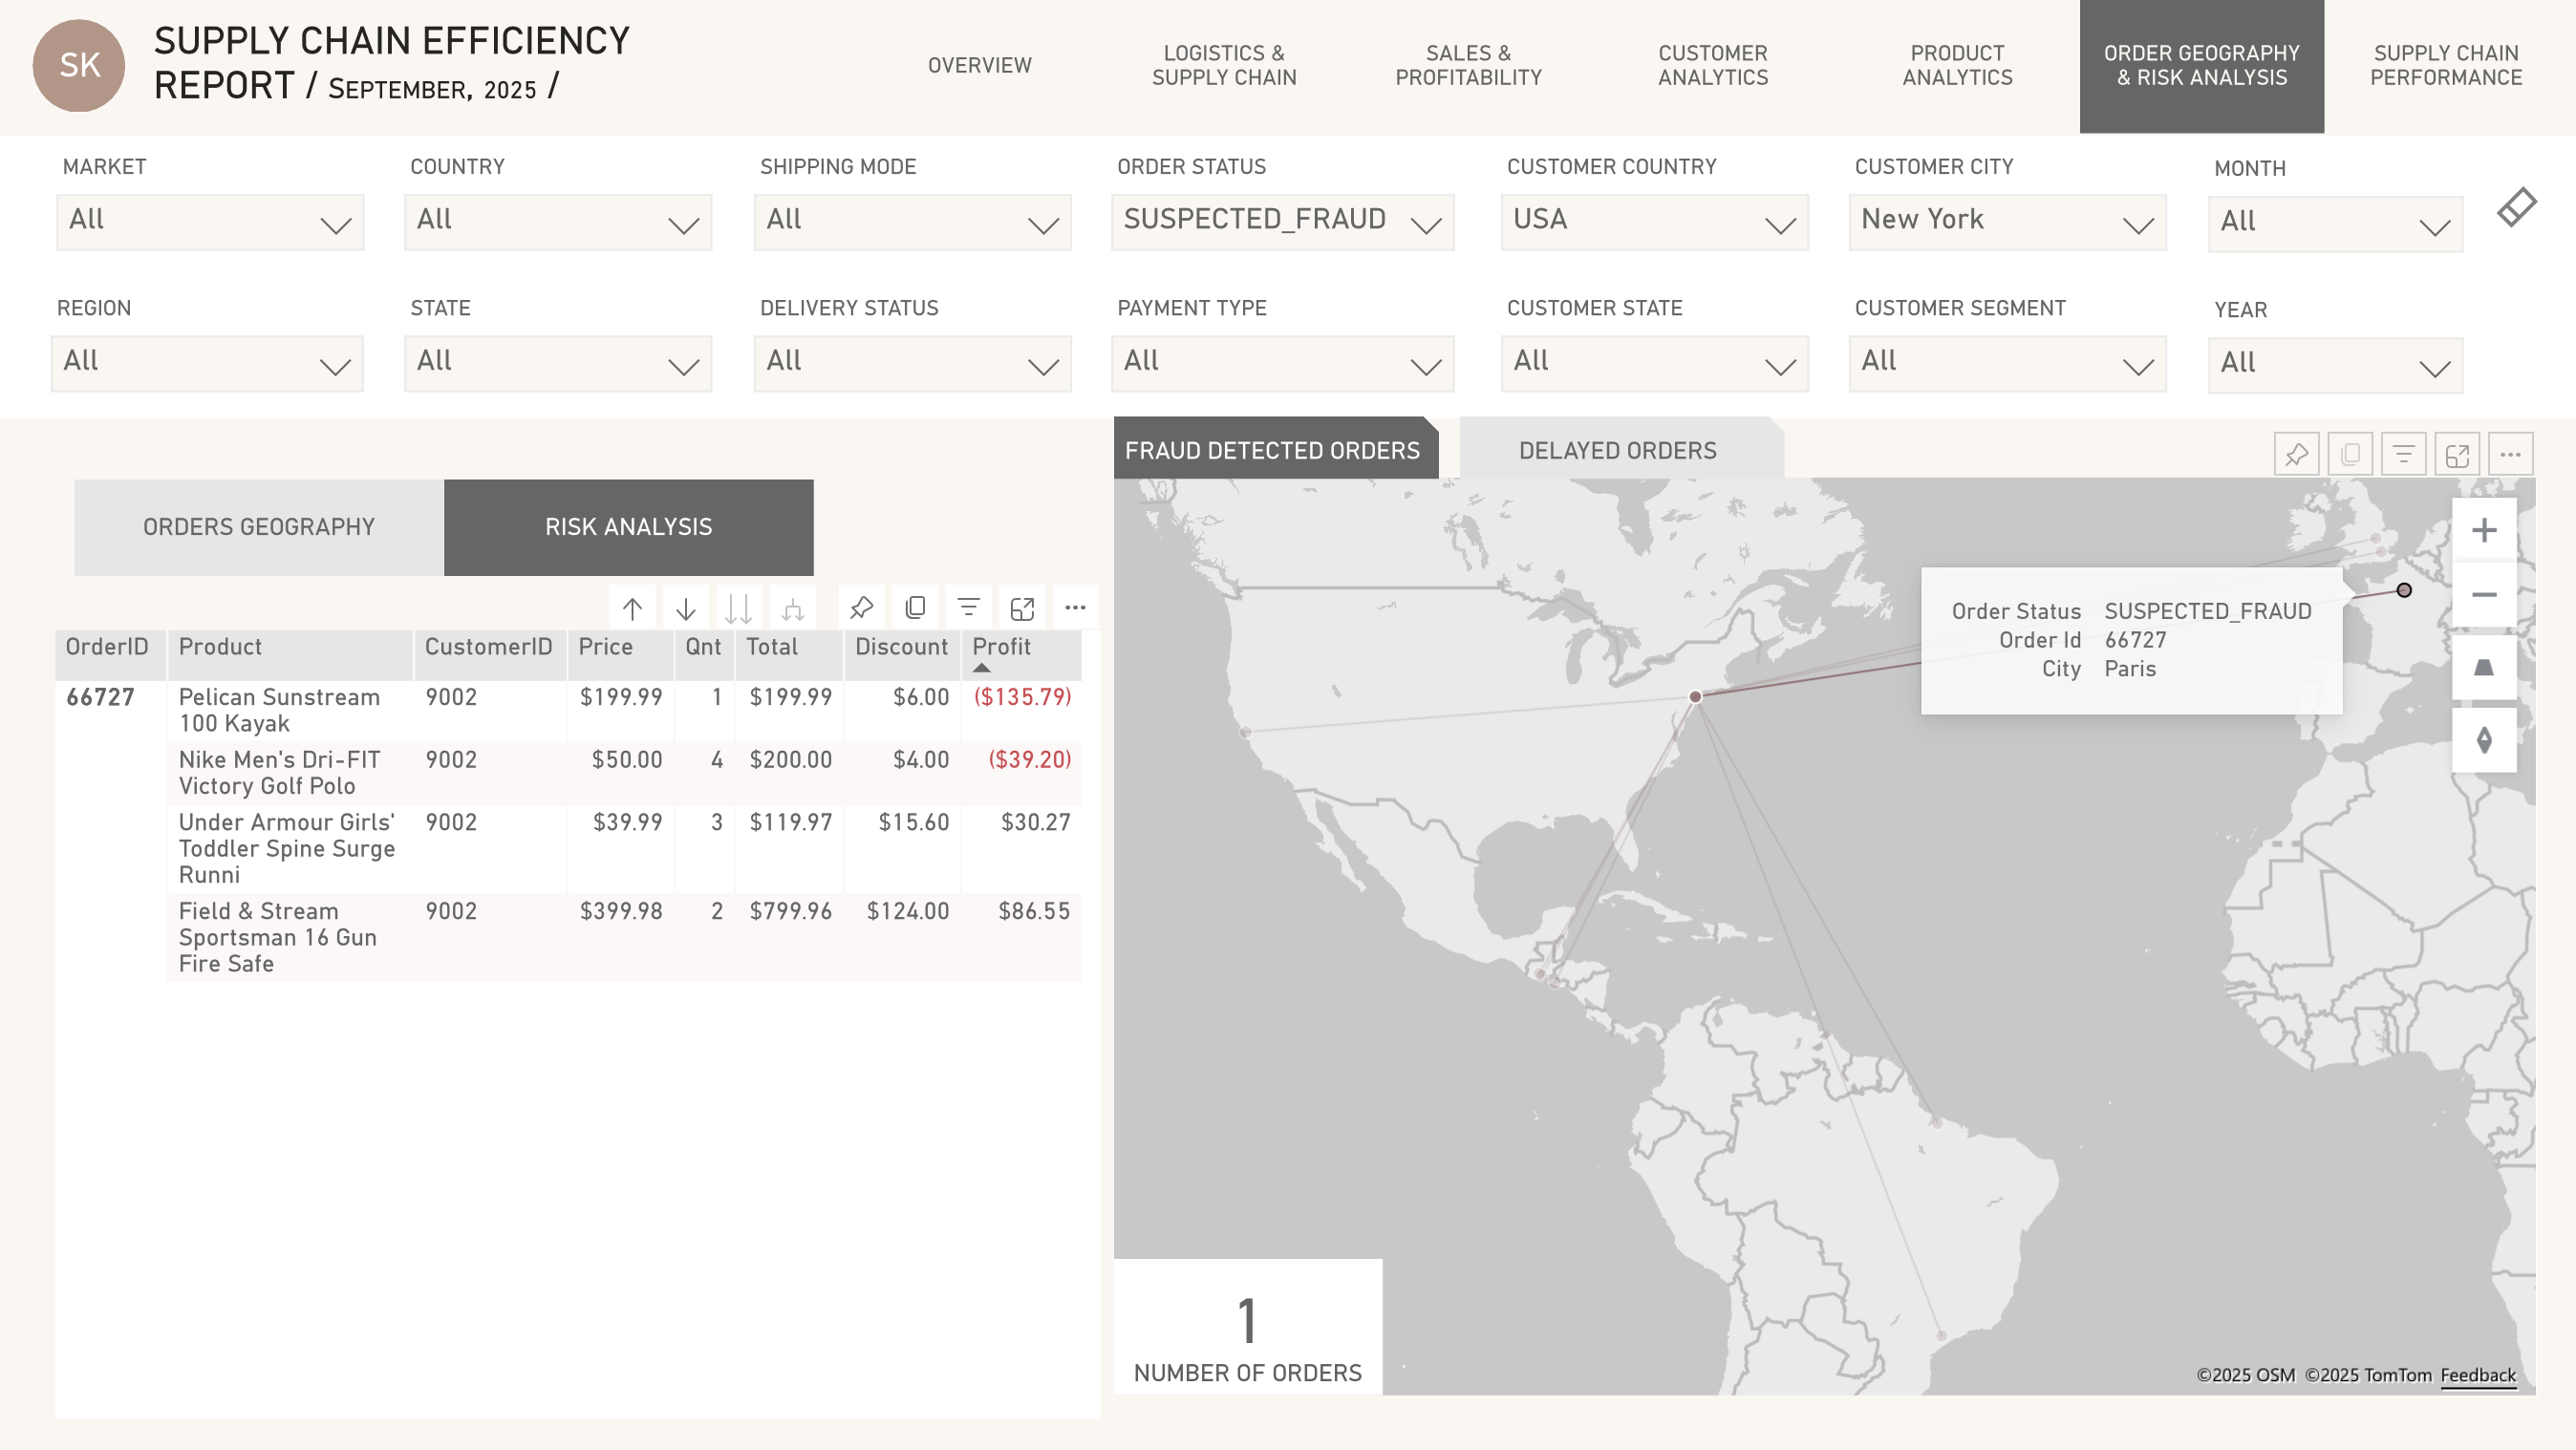 SK
SUPPLY CHAIN EFFICIENCY
REPORT / SEPTEMBER, 2025 /
OVERVIEW
LOGISTICS &
SUPPLY CHAIN
SALES &
PROFITABILITY
CUSTOMER
ANALYTICS
PRODUCT
ANALYTICS
ORDER GEOGRAPHY
& RISK ANALYSIS
SUPPLY CHAIN
PERFORMANCE
MARKET
All
COUNTRY
All
SHIPPING MODE
All
ORDER STATUS
SUSPECTED_FRAUD
CUSTOMER COUNTRY
USA
CUSTOMER CITY
New York
MONTH
All
REGION
All
STATE
All
DELIVERY STATUS
All
PAYMENT TYPE
All
CUSTOMER STATE
All
CUSTOMER SEGMENT
All
YEAR
All
ORDERS GEOGRAPHY
RISK ANALYSIS
OrderID Product CustomerID Price Qnt Total Discount Profit
66727 Pelican Sunstream 9002 $199.99 1 $199.99 $6.00 ($135.79)
100 Kayak
Nike Men's Dri-FIT 9002 $50.00 4 $200.00 $4.00 ($39.20)
Victory Golf Polo
Under Armour Girls' 9002 $39.99 3 $119.97 $15.60 $30.27
Toddler Spine Surge
Runni
Field & Stream 9002 $399.98 2 $799.96 $124.00 $86.55
Sportsman 16 Gun
Fire Safe
FRAUD DETECTED ORDERS
DELAYED ORDERS
Order Status SUSPECTED_FRAUD
Order Id 66727
City Paris
1
NUMBER OF ORDERS
©2025 OSM ©2025 TomTom Feedback